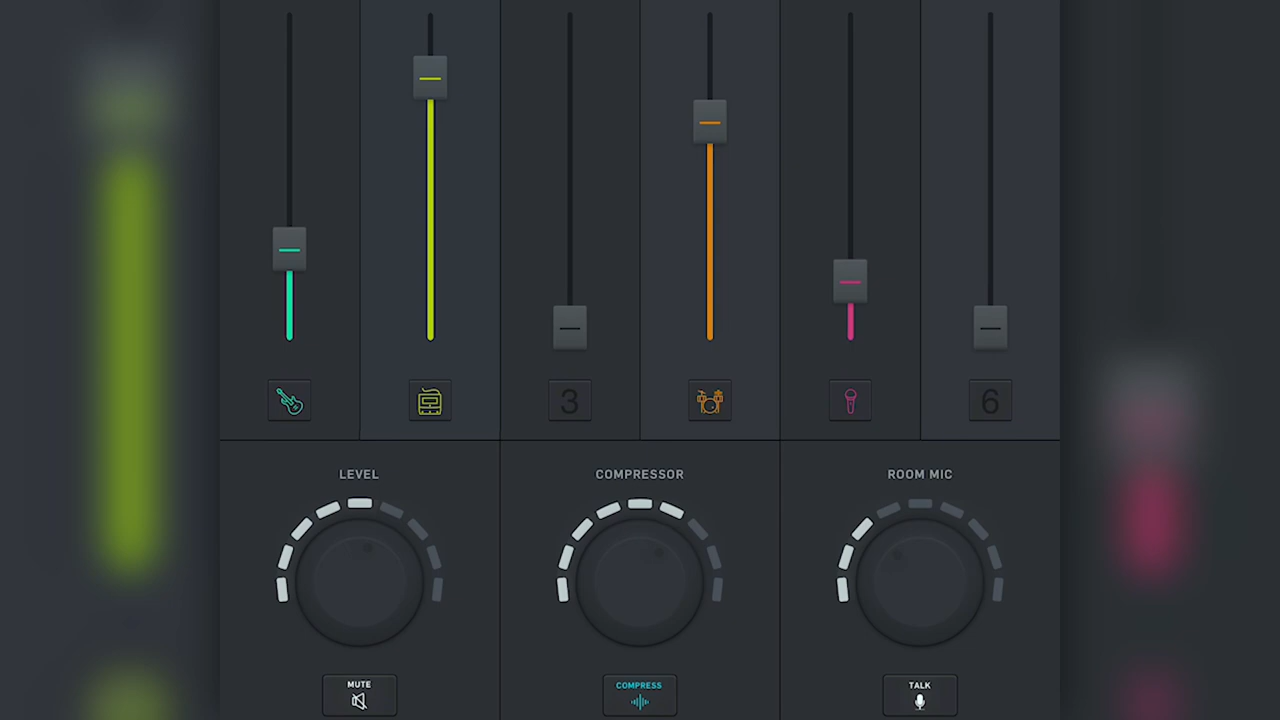 3
6
LEVEL
COMPRESSOR
ROOM MIC
MUTE
COMPRESS
TALK